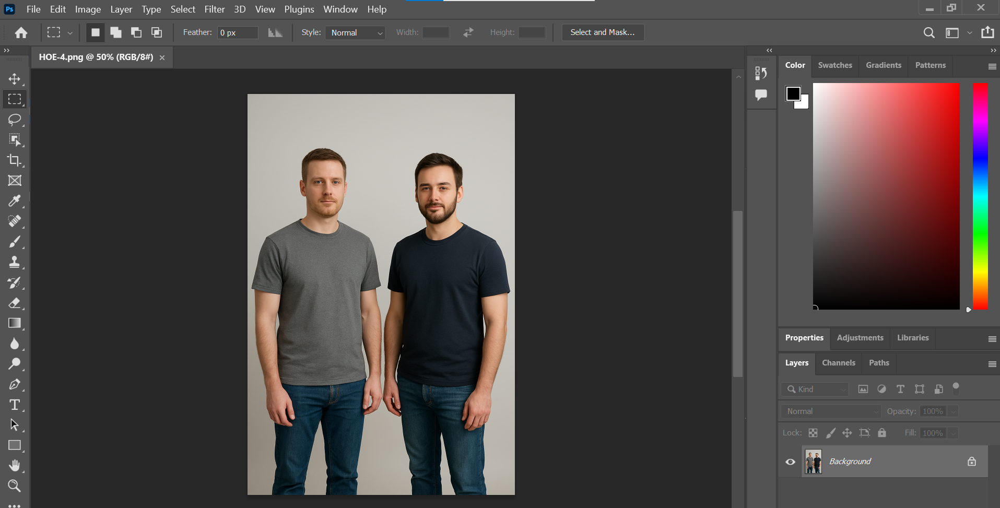 Ps File Edit Image Layer Type Select Filter 3D View Plugins Window Help
Feather: 0 px Style: Normal Width: Height: Select and Mask...
HOE-4.png @ 50% (RGB/8#)
Color Swatches Gradients Patterns
Properties Adjustments Libraries
Layers Channels Paths
Kind
Normal Opacity: 100%
Lock: Fill: 100%
Background